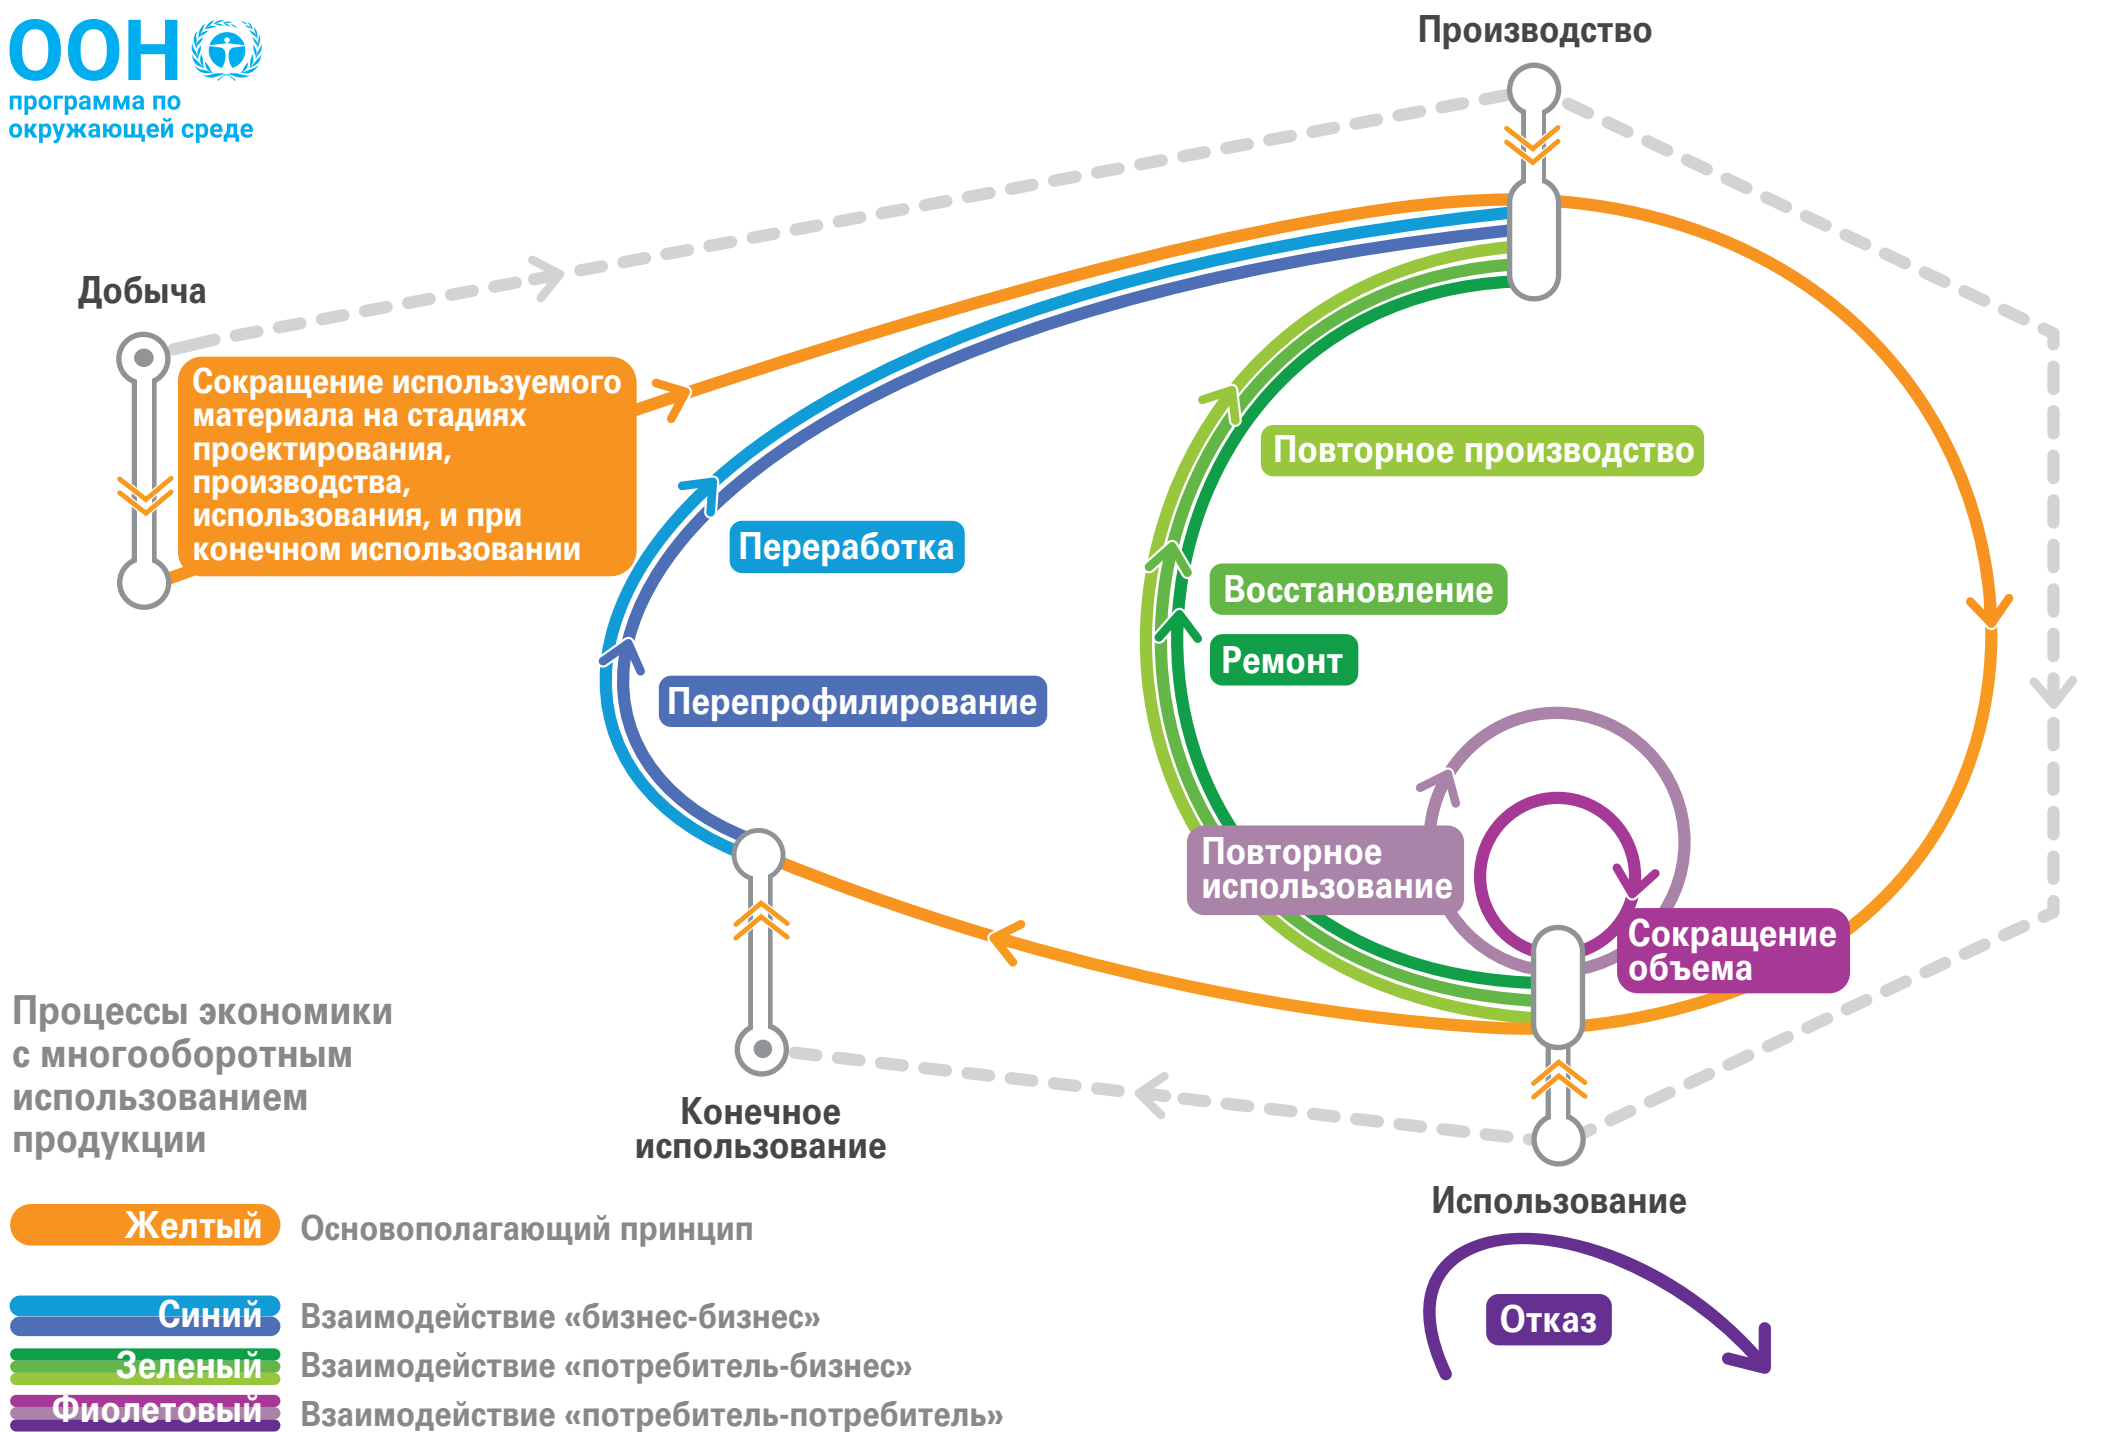 ООН
программа по
окружающей среде
Производство
Добыча
Сокращение используемого
материала на стадиях
проектирования,
производства,
использования, и при
конечном использовании
Повторное производство
Переработка
Восстановление
Ремонт
Перепрофилирование
Повторное
использование
Сокращение
объема
Процессы экономики
с многооборотным
использованием
продукции
Конечное
использование
Использование
Отказ
Желтый Основополагающий принцип
Синий Взаимодействие «бизнес-бизнес»
Зеленый Взаимодействие «потребитель-бизнес»
Фиолетовый Взаимодействие «потребитель-потребитель»